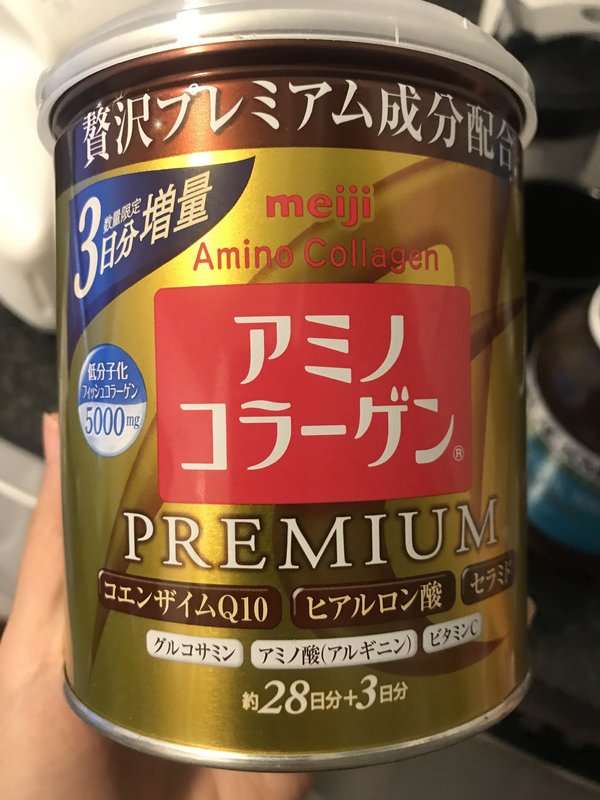 贅沢プレミアム成分配合
数量限定
3日分増量
meiji
Amino Collagen
アミノ
コラーゲン®
低分子化
フィッシュコラーゲン
5000mg
PREMIUM
コエンザイムQ10 ヒアルロン酸 セラミド
グルコサミン アミノ酸(アルギニン) ビタミンC
約28日分+3日分